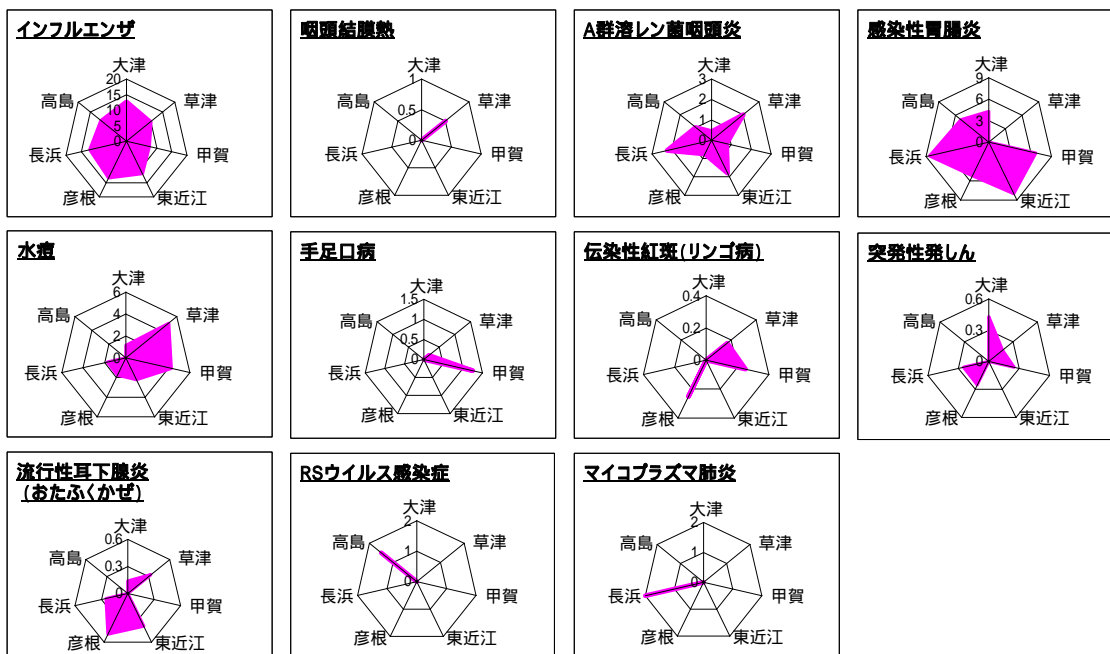 インフルエンザ
大津
20
15
10
5
0
草津
甲賀
東近江
彦根
長浜
高島
咽頭結膜熱
大津
1
0.5
0
草津
甲賀
東近江
彦根
長浜
高島
A群溶レン菌咽頭炎
大津
3
2
1
0
草津
甲賀
東近江
彦根
長浜
高島
感染性胃腸炎
大津
9
6
3
0
草津
甲賀
東近江
彦根
長浜
高島
水痘
大津
6
4
2
0
草津
甲賀
東近江
彦根
長浜
高島
手足口病
大津
1.5
1
0.5
0
草津
甲賀
東近江
彦根
長浜
高島
伝染性紅斑(リンゴ病)
大津
0.4
0.2
0
草津
甲賀
東近江
彦根
長浜
高島
突発性発しん
大津
0.6
0.3
0
草津
甲賀
東近江
彦根
長浜
高島
流行性耳下腺炎
(おたふくかぜ)
大津
0.6
0.3
0
草津
甲賀
東近江
彦根
長浜
高島
RSウイルス感染症
大津
2
1
0
草津
甲賀
東近江
彦根
長浜
高島
マイコプラズマ肺炎
大津
2
1
0
草津
甲賀
東近江
彦根
長浜
高島